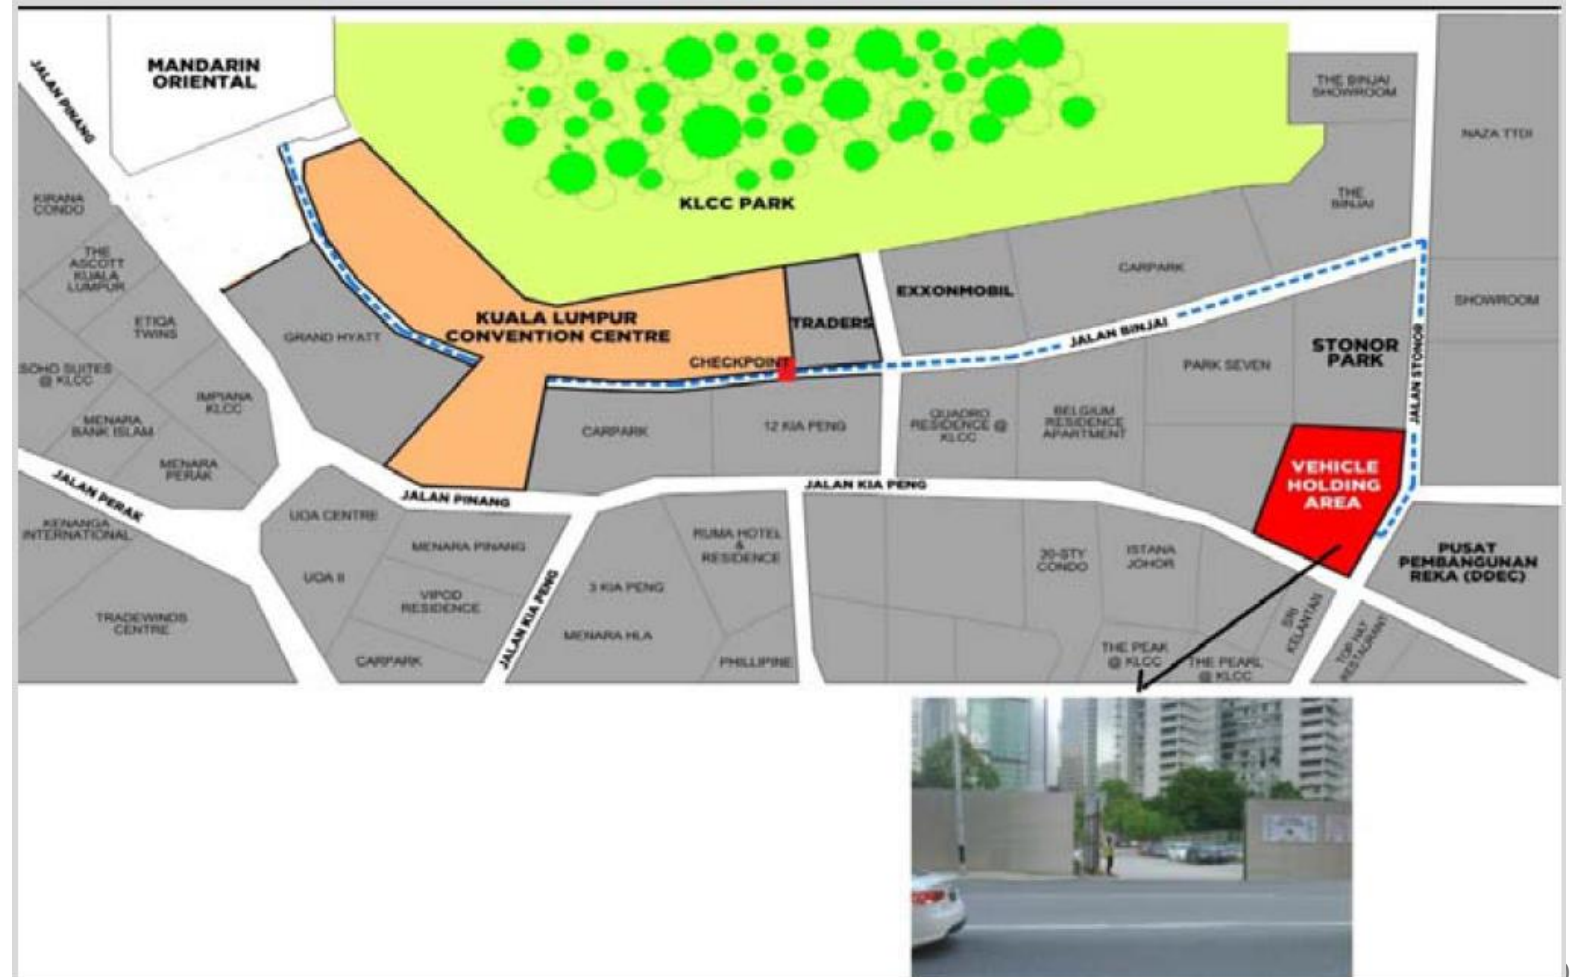 MANDARIN
ORIENTAL
JALAN PINANG
THE BINJAI
SHOWROOM
NAZA TTDI
KLCC PARK
KIRANA
CONDO
THE
BINJAI
THE
ASCOTT
KUALA
LUMPUR
CARPARK
EXXONMOBIL
SHOWROOM
ETIQA
TWINS
GRAND HYATT
KUALA LUMPUR
CONVENTION CENTRE
TRADERS
JALAN BINJAI
CHECKPOINT
STONOR
PARK
JALAN STONOR
SOHO SUITES
@ KLCC
PARK SEVEN
IMPIANA
KLCC
MENARA
BANK ISLAM
CARPARK
12 KIA PENG
QUADRO
RESIDENCE @
KLCC
BELGIUM
RESIDENCE
APARTMENT
MENARA
PERAK
VEHICLE
HOLDING
AREA
JALAN PERAK
JALAN PINANG
JALAN KIA PENG
KENANGA
INTERNATIONAL
UOA CENTRE
MENARA PINANG
RUMA HOTEL
&
RESIDENCE
30-STY
CONDO
ISTANA
JOHOR
PUSAT
PEMBANGUNAN
REKA (DDEC)
UOA II
VIPOD
RESIDENCE
JALAN KIA PENG
3 KIA PENG
TRADEWINDS
CENTRE
MENARA HLA
SRI
KELANTAN
TOP HAT
RESTAURANT
CARPARK
PHILLIPINE
THE PEAK
@ KLCC
THE PEARL
@ KLCC